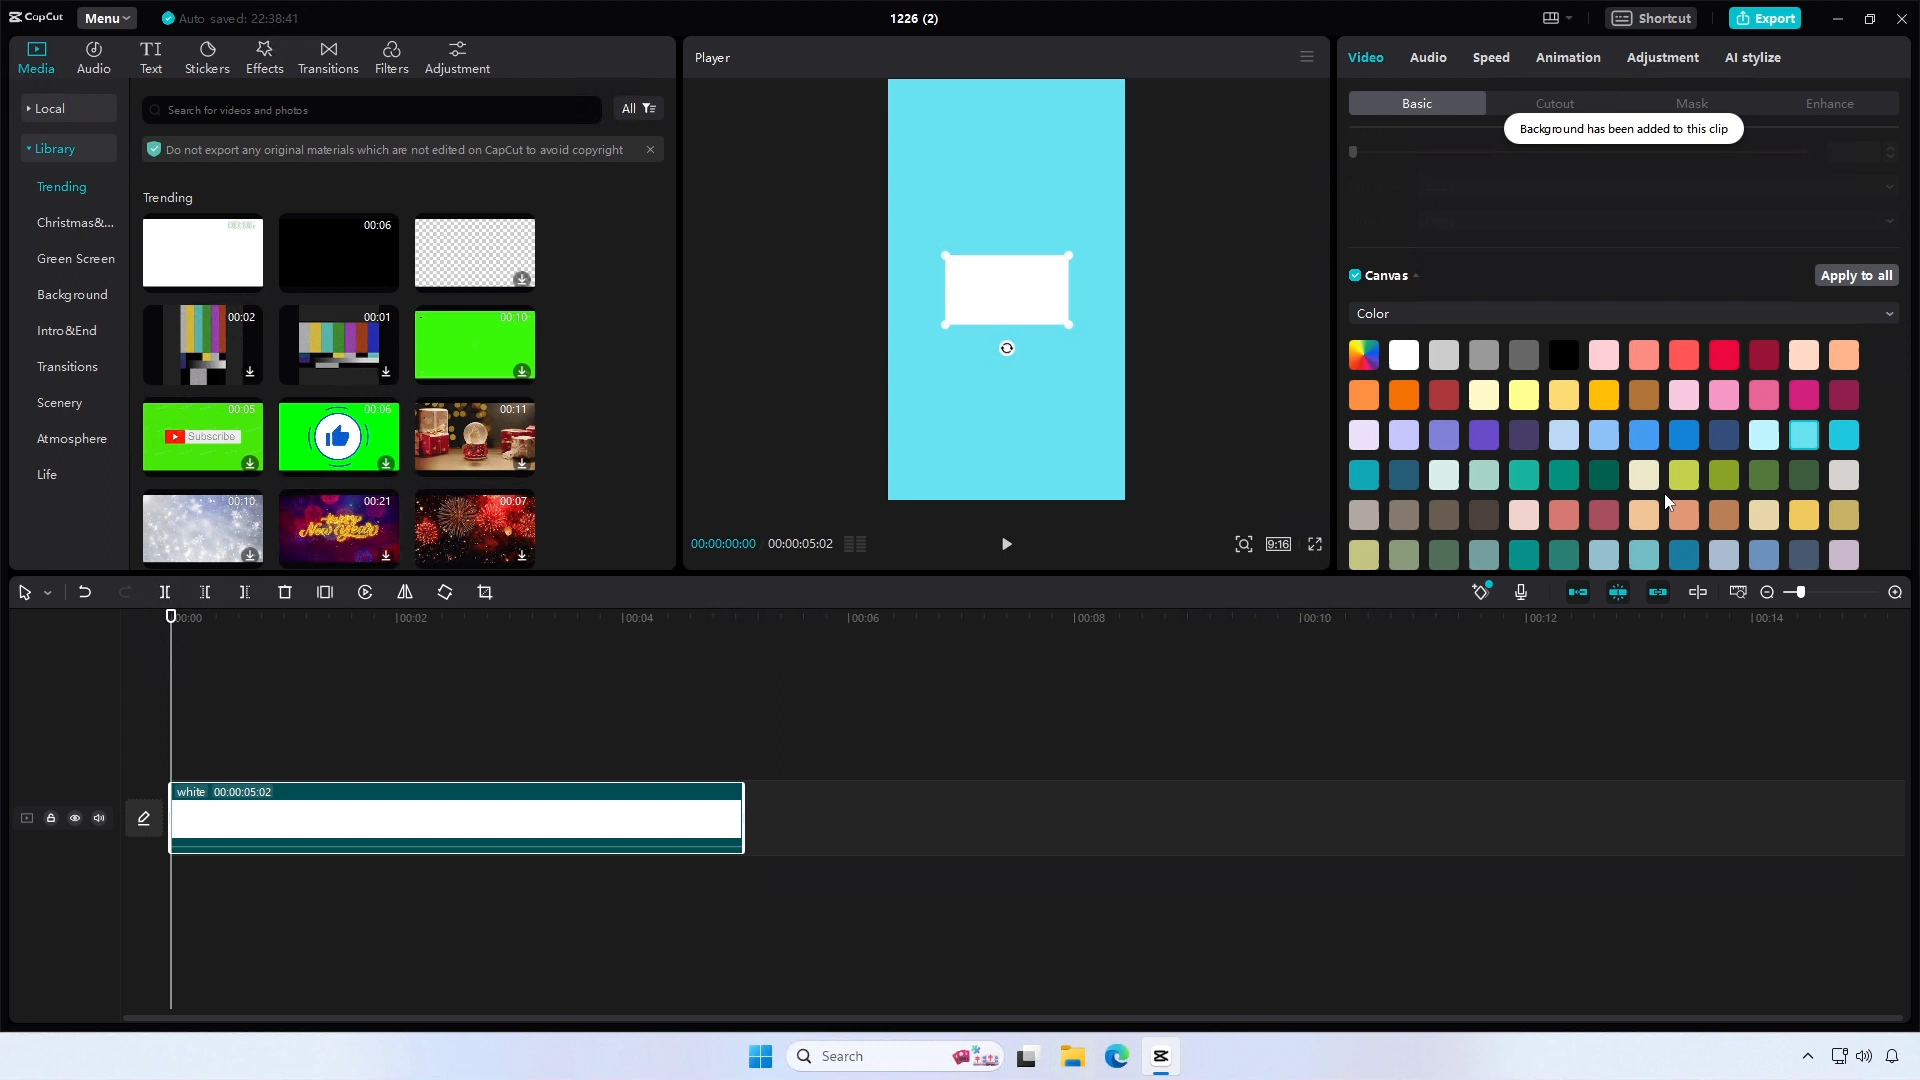 CapCut Menu Auto saved: 22:38:41 1226 (2) Shortcut Export
Media Audio Text Stickers Effects Transitions Filters Adjustment
Player
Video Audio Speed Animation Adjustment AI stylize
Local
Search for videos and photos
All
Basic Cutout Mask Enhance
Background has been added to this clip
Library
Do not export any original materials which are not edited on CapCut to avoid copyright
Trending
Trending
Christmas&...
00:06
Green Screen
Canvas
Apply to all
Background
Color
Intro&End
00:02
00:01
00:10
Transitions
Scenery
00:05
00:06
00:11
Subscribe
Atmosphere
Life
00:10
00:21
00:07
Happy
New Year!
00:00:00:00 00:00:05:02
9:16
00:00 00:02 00:04 00:06 00:08 00:10 00:12 00:14
white 00:00:05:02
Search